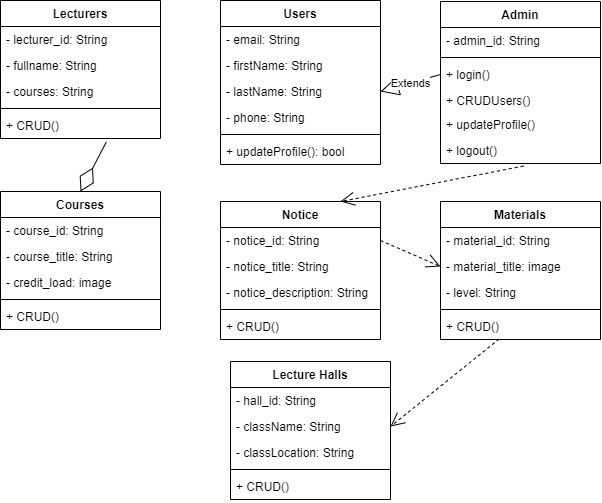 Lecturers
- lecturer_id: String
- fullname: String
- courses: String
+ CRUD()
Users
- email: String
- firstName: String
- lastName: String
- phone: String
+ updateProfile(): bool
Extends
Admin
- admin_id: String
+ login()
+ CRUDUsers()
+ updateProfile()
+ logout()
Courses
- course_id: String
- course_title: String
- credit_load: image
+ CRUD()
Notice
- notice_id: String
- notice_title: String
- notice_description: String
+ CRUD()
Materials
- material_id: String
- material_title: image
- level: String
+ CRUD()
Lecture Halls
- hall_id: String
- className: String
- classLocation: String
+ CRUD()